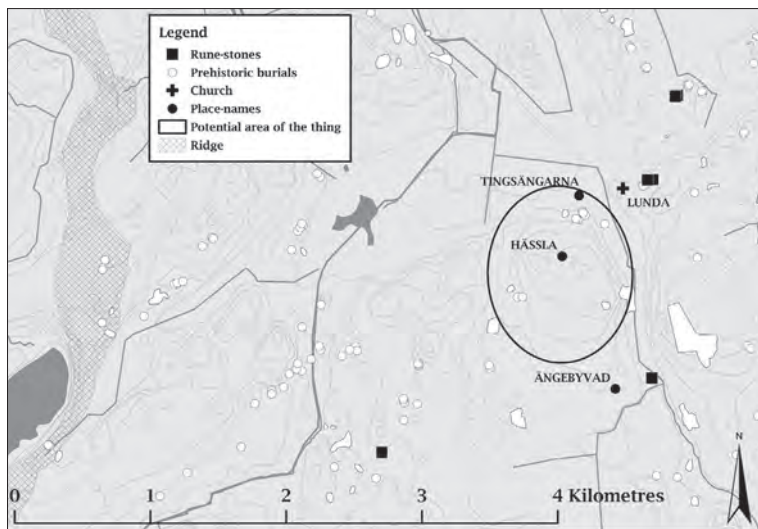 Legend
Rune-stones
Prehistoric burials
Church
Place-names
Potential area of the thing
Ridge
TINGSÄNGARNA
LUNDA
HÄSSLA
ÄNGEBYVAD
N
0 1 2 3 4 Kilometres